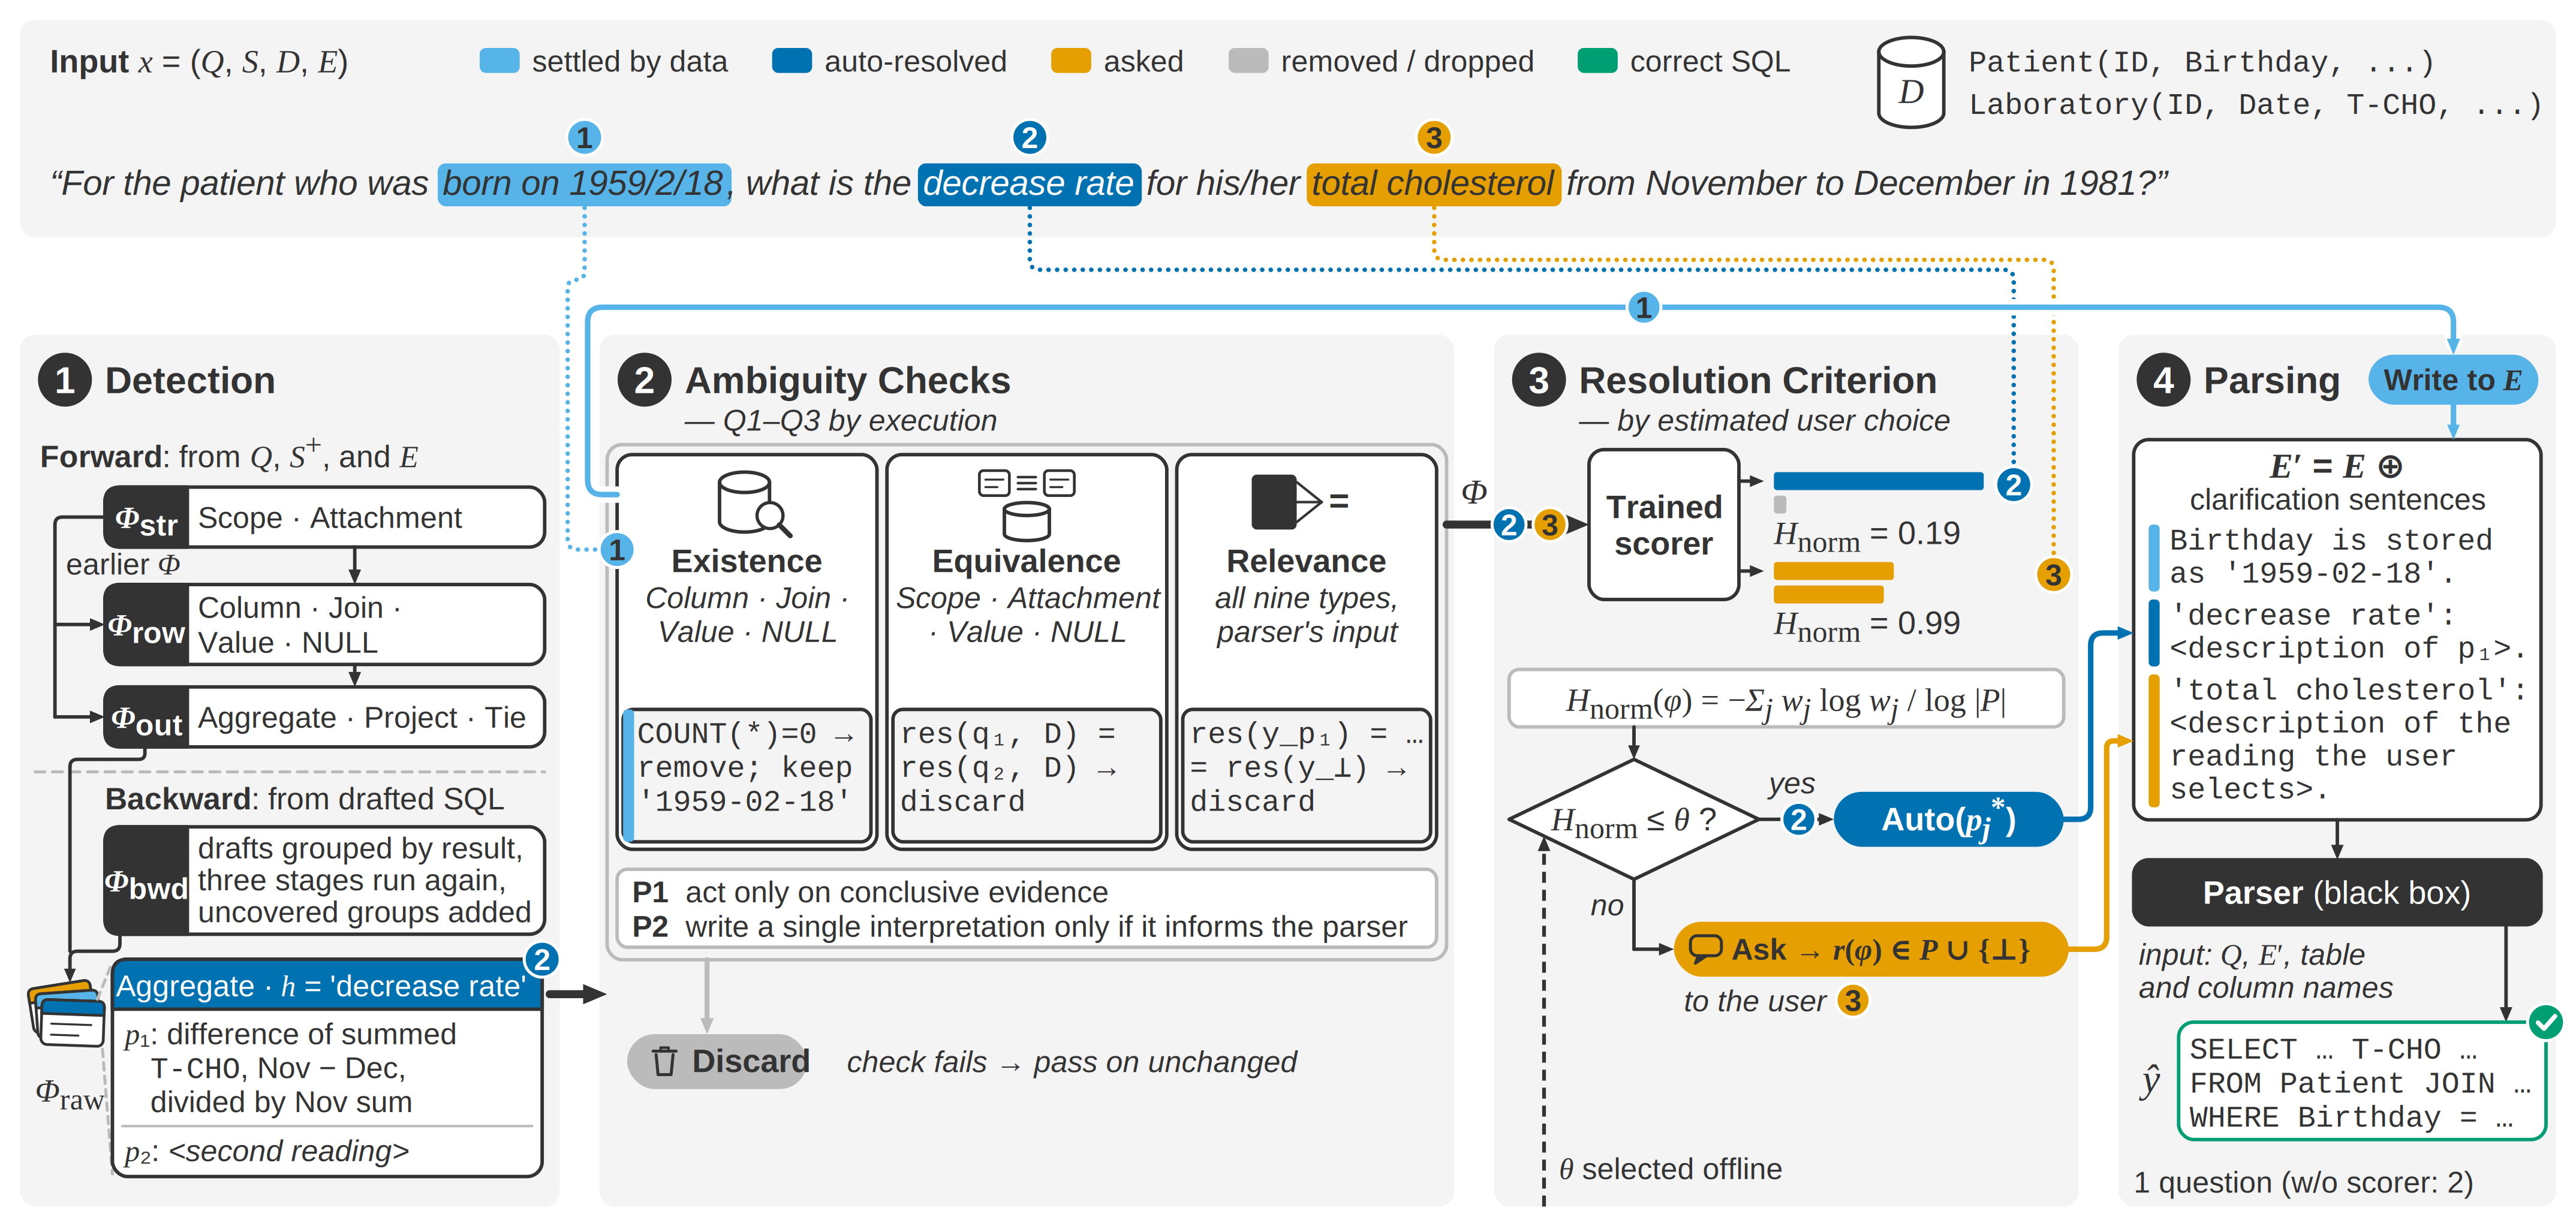 Input x = (Q, S, D, E)
settled by data
auto-resolved
asked
removed / dropped
correct SQL
D
Patient(ID, Birthday, ...)
Laboratory(ID, Date, T-CHO, ...)
1
2
3
“For the patient who was born on 1959/2/18, what is the decrease rate for his/her total cholesterol from November to December in 1981?”
1
1 Detection
Forward: from Q, S+, and E
Φstr
Scope · Attachment
earlier Φ
Φrow
Column · Join ·
Value · NULL
Φout
Aggregate · Project · Tie
Backward: from drafted SQL
Φbwd
drafts grouped by result,
three stages run again,
uncovered groups added
2
Aggregate · h = 'decrease rate'
p₁: difference of summed
T-CHO, Nov − Dec,
divided by Nov sum
p₂: <second reading>
Φraw
2 Ambiguity Checks
— Q1–Q3 by execution
1
Existence
Column · Join ·
Value · NULL
COUNT(*)=0 →
remove; keep
'1959-02-18'
Equivalence
Scope · Attachment
· Value · NULL
res(q₁, D) =
res(q₂, D) →
discard
=
Relevance
all nine types,
parser's input
res(y_p₁) = …
= res(y_⊥) →
discard
P1 act only on conclusive evidence
P2 write a single interpretation only if it informs the parser
Discard
check fails → pass on unchanged
Φ
2
3
3 Resolution Criterion
— by estimated user choice
Trained
scorer
2
Hnorm = 0.19
3
Hnorm = 0.99
Hnorm(φ) = −Σj wj log wj / log |P|
Hnorm ≤ θ ?
yes
2
Auto(pj*)
no
Ask → r(φ) ∈ P ∪ {⊥}
to the user 3
θ selected offline
4 Parsing
Write to E
E′ = E ⊕
clarification sentences
Birthday is stored
as '1959-02-18'.
'decrease rate':
<description of p₁>.
'total cholesterol':
<description of the
reading the user
selects>.
Parser (black box)
input: Q, E′, table
and column names
ŷ
SELECT … T-CHO …
FROM Patient JOIN …
WHERE Birthday = …
1 question (w/o scorer: 2)